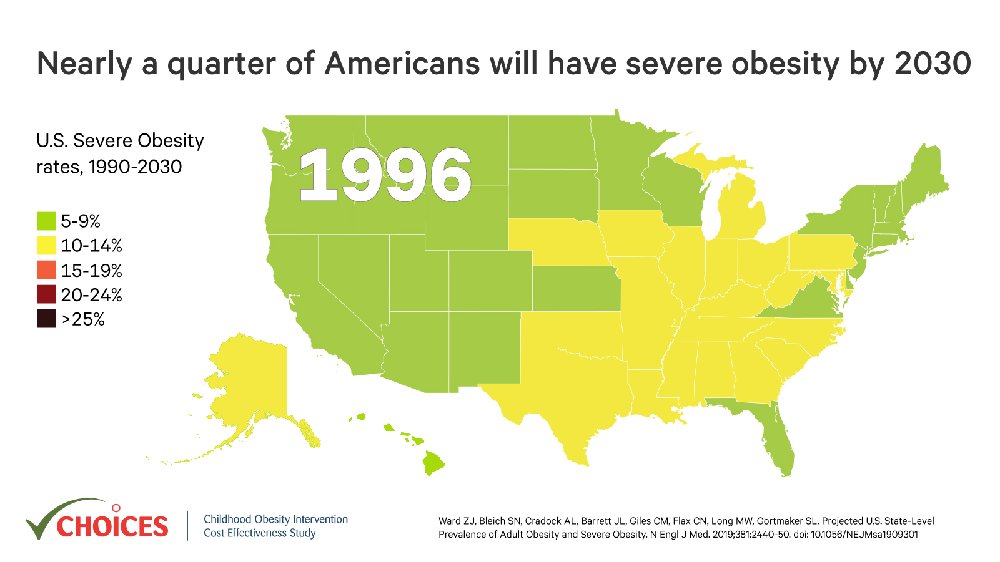 Nearly a quarter of Americans will have severe obesity by 2030
U.S. Severe Obesity
rates, 1990-2030
1996
5-9%
10-14%
15-19%
20-24%
>25%
CHOICES
Childhood Obesity Intervention
Cost-Effectiveness Study
Ward ZJ, Bleich SN, Cradock AL, Barrett JL, Giles CM, Flax CN, Long MW, Gortmaker SL. Projected U.S. State-Level
Prevalence of Adult Obesity and Severe Obesity. N Engl J Med. 2019;381:2440-50. doi: 10.1056/NEJMsa1909301